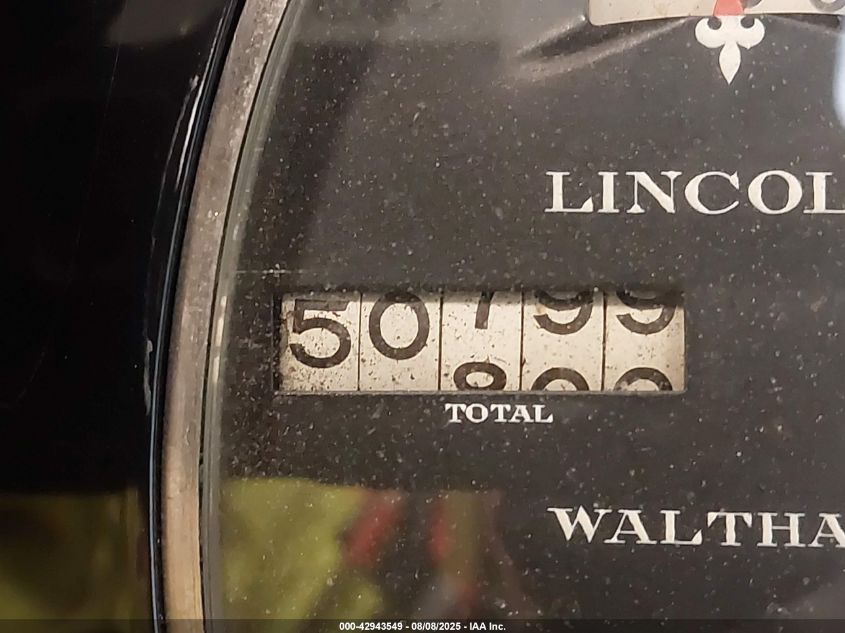 LINCOL
50799
TOTAL
WALTHA
000-42943549 - 08/08/2025 - IAA Inc.